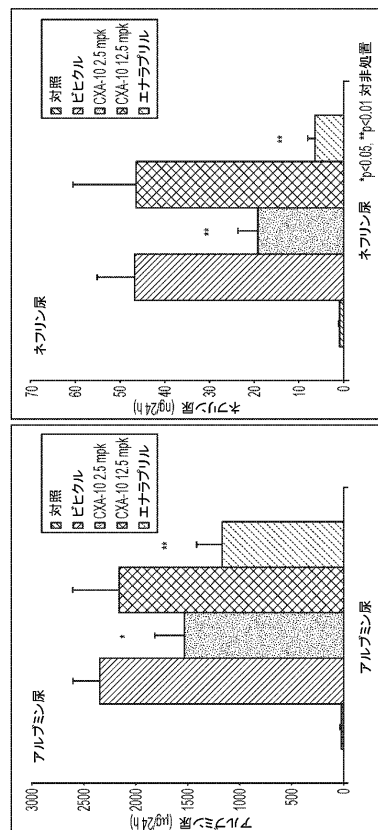 アルブミン尿
対照
ビヒクル
CXA-10 2.5 mpk
CXA-10 12.5 mpk
エナラプリル
アルブミン尿 (μg/24 h)
3000
2500
2000
1500
1000
500
0
*
**
アルブミン尿
ネフリン尿
対照
ビヒクル
CXA-10 2.5 mpk
CXA-10 12.5 mpk
エナラプリル
ネフリン尿 (ng/24 h)
70
60
50
40
30
20
10
0
**
**
ネフリン尿
*p<0.05, **p<0.01 対非処置